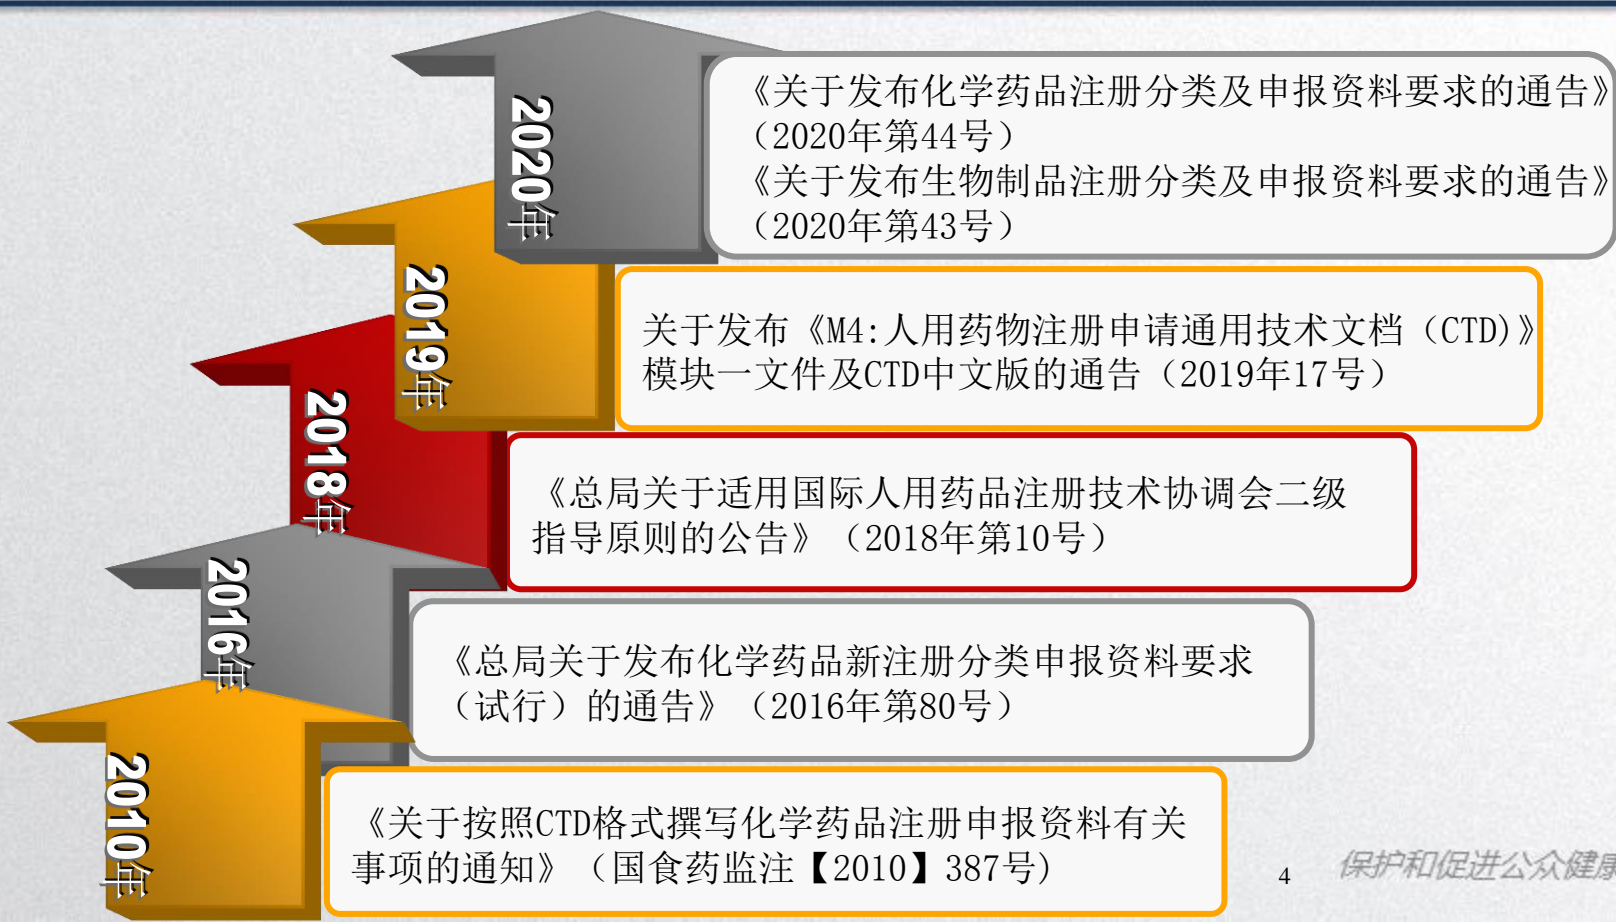 2020年
《关于发布化学药品注册分类及申报资料要求的通告》
（2020年第44号）
《关于发布生物制品注册分类及申报资料要求的通告》
（2020年第43号）
2019年
关于发布《M4:人用药物注册申请通用技术文档（CTD)》
模块一文件及CTD中文版的通告（2019年17号）
2018年
《总局关于适用国际人用药品注册技术协调会二级
指导原则的公告》（2018年第10号）
2016年
《总局关于发布化学药品新注册分类申报资料要求
（试行）的通告》（2016年第80号）
2010年
《关于按照CTD格式撰写化学药品注册申报资料有关
事项的通知》（国食药监注【2010】387号)
4
保护和促进公众健康